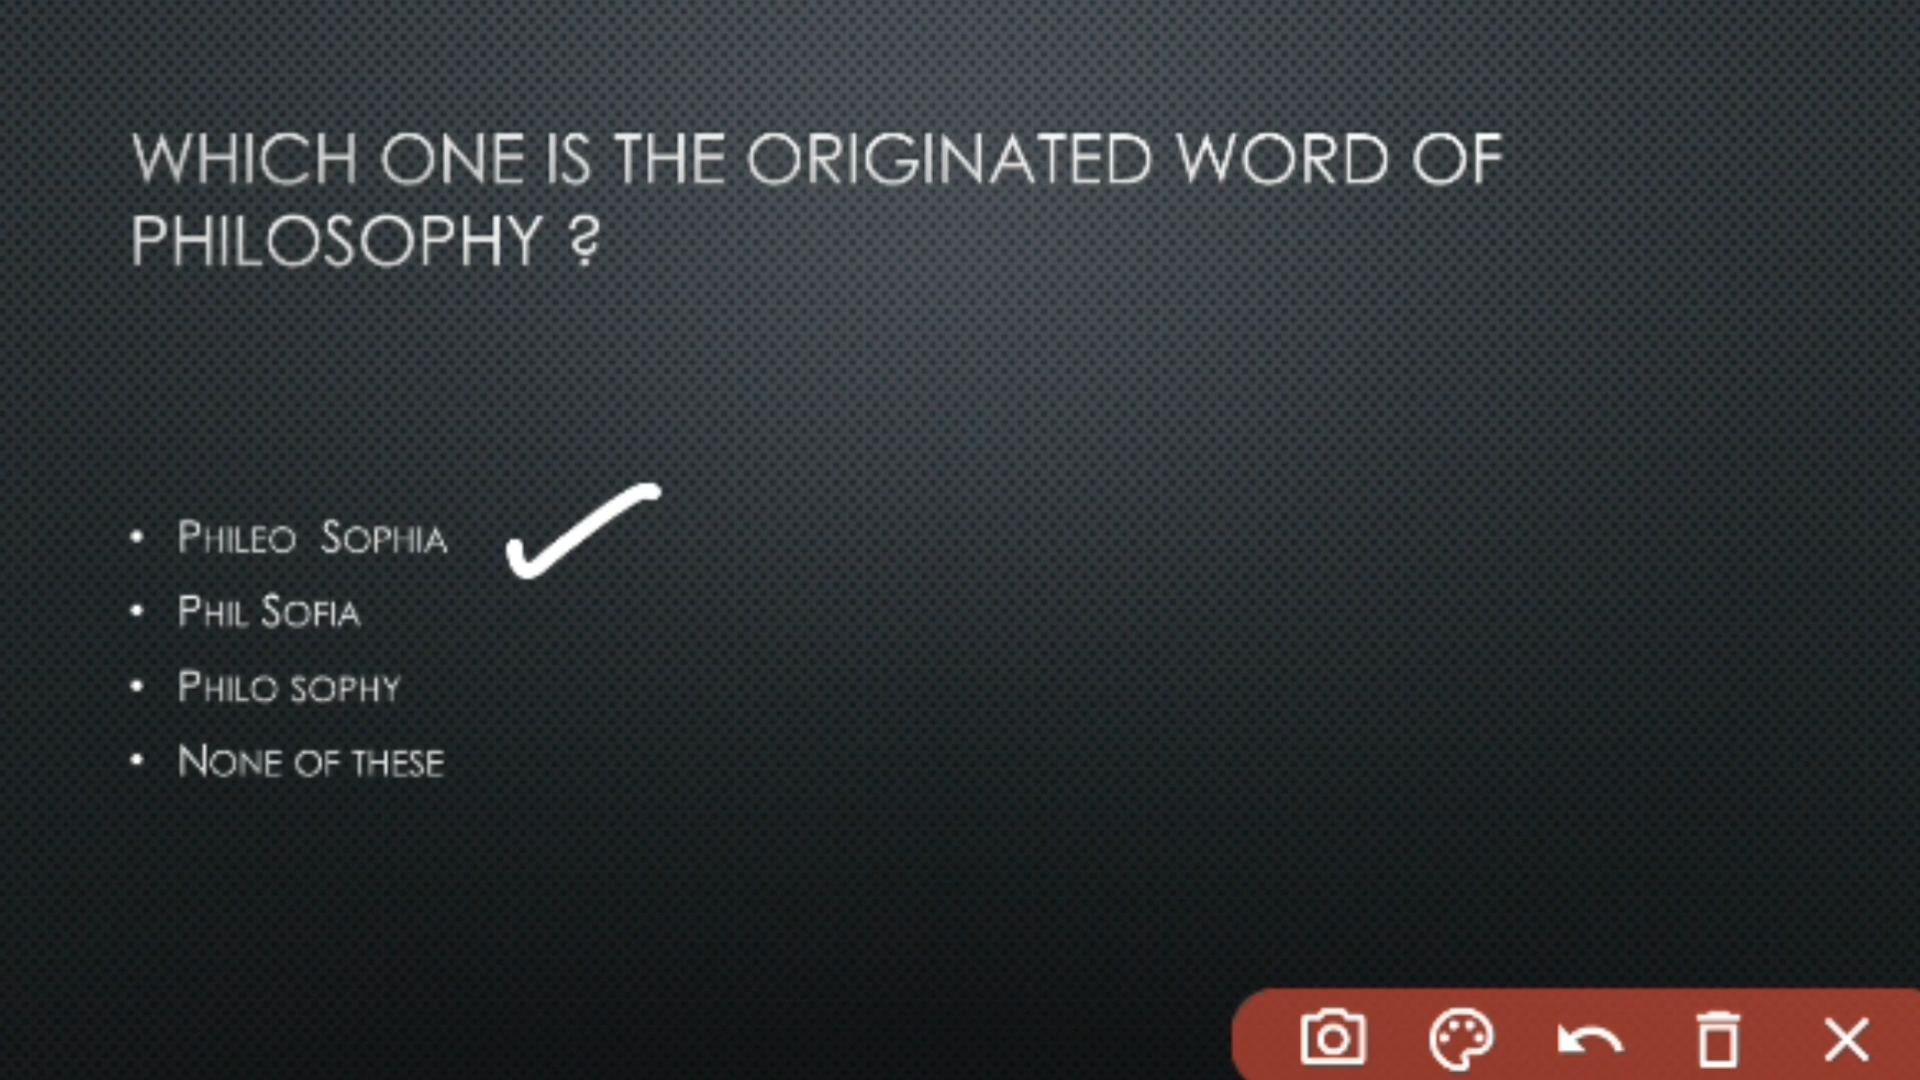 WHICH ONE IS THE ORIGINATED WORD OF
PHILOSOPHY ?
• PHILEO SOPHIA
• PHIL SOFIA
• PHILO SOPHY
• NONE OF THESE